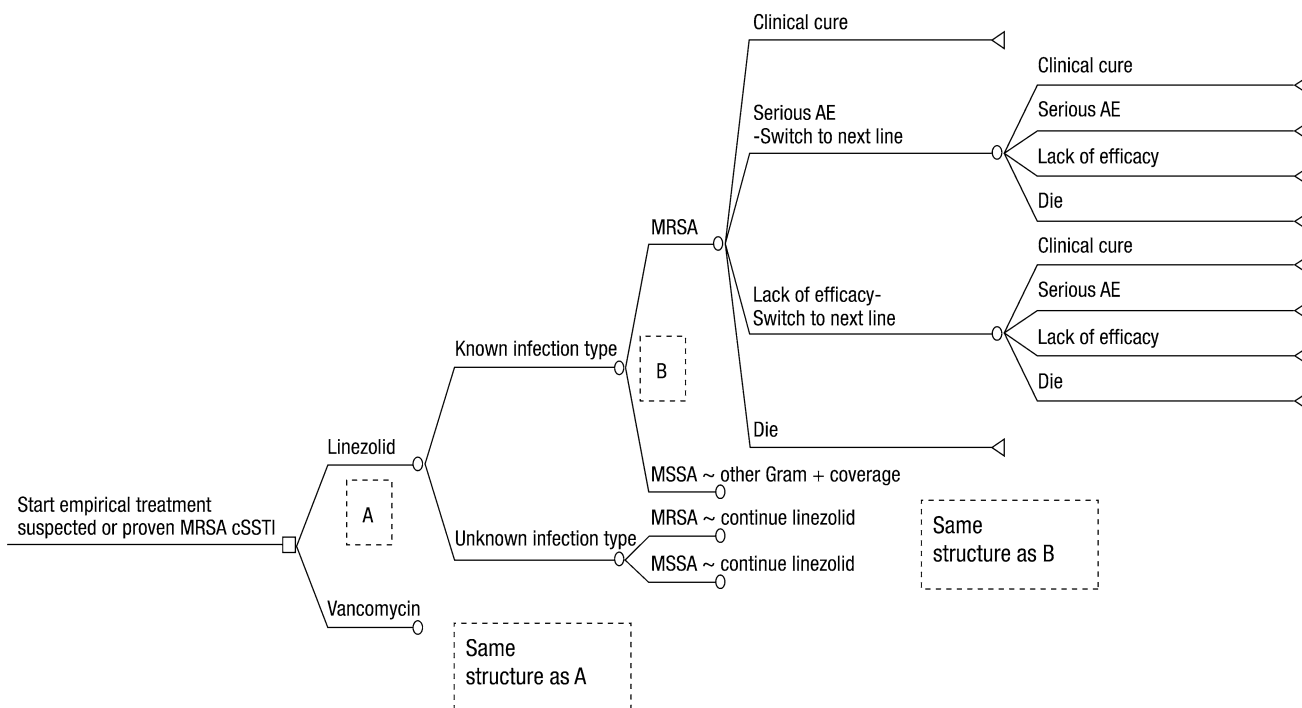 Clinical cure
Clinical cure
Serious AE
-Switch to next line
Serious AE
Lack of efficacy
Die
MRSA
Clinical cure
Lack of efficacy-
Switch to next line
Serious AE
Lack of efficacy
Die
Known infection type
B
Die
Linezolid
MSSA ~ other Gram + coverage
Start empirical treatment
suspected or proven MRSA cSSTI
A
MRSA ~ continue linezolid
Unknown infection type
MSSA ~ continue linezolid
Same
structure as B
Vancomycin
Same
structure as A